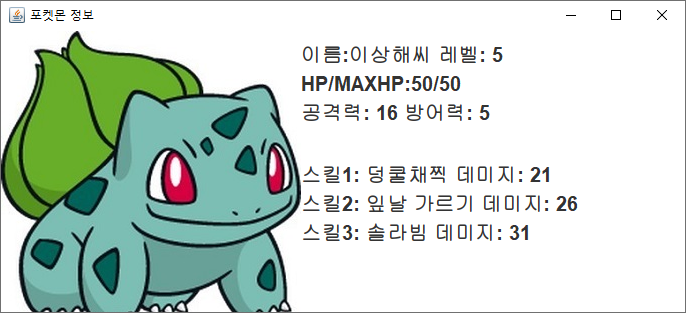 포켓몬 정보
이름:이상해씨 레벨: 5
HP/MAXHP:50/50
공격력: 16 방어력: 5
스킬1: 덩쿨채찍 데미지: 21
스킬2: 잎날 가르기 데미지: 26
스킬3: 솔라빔 데미지: 31